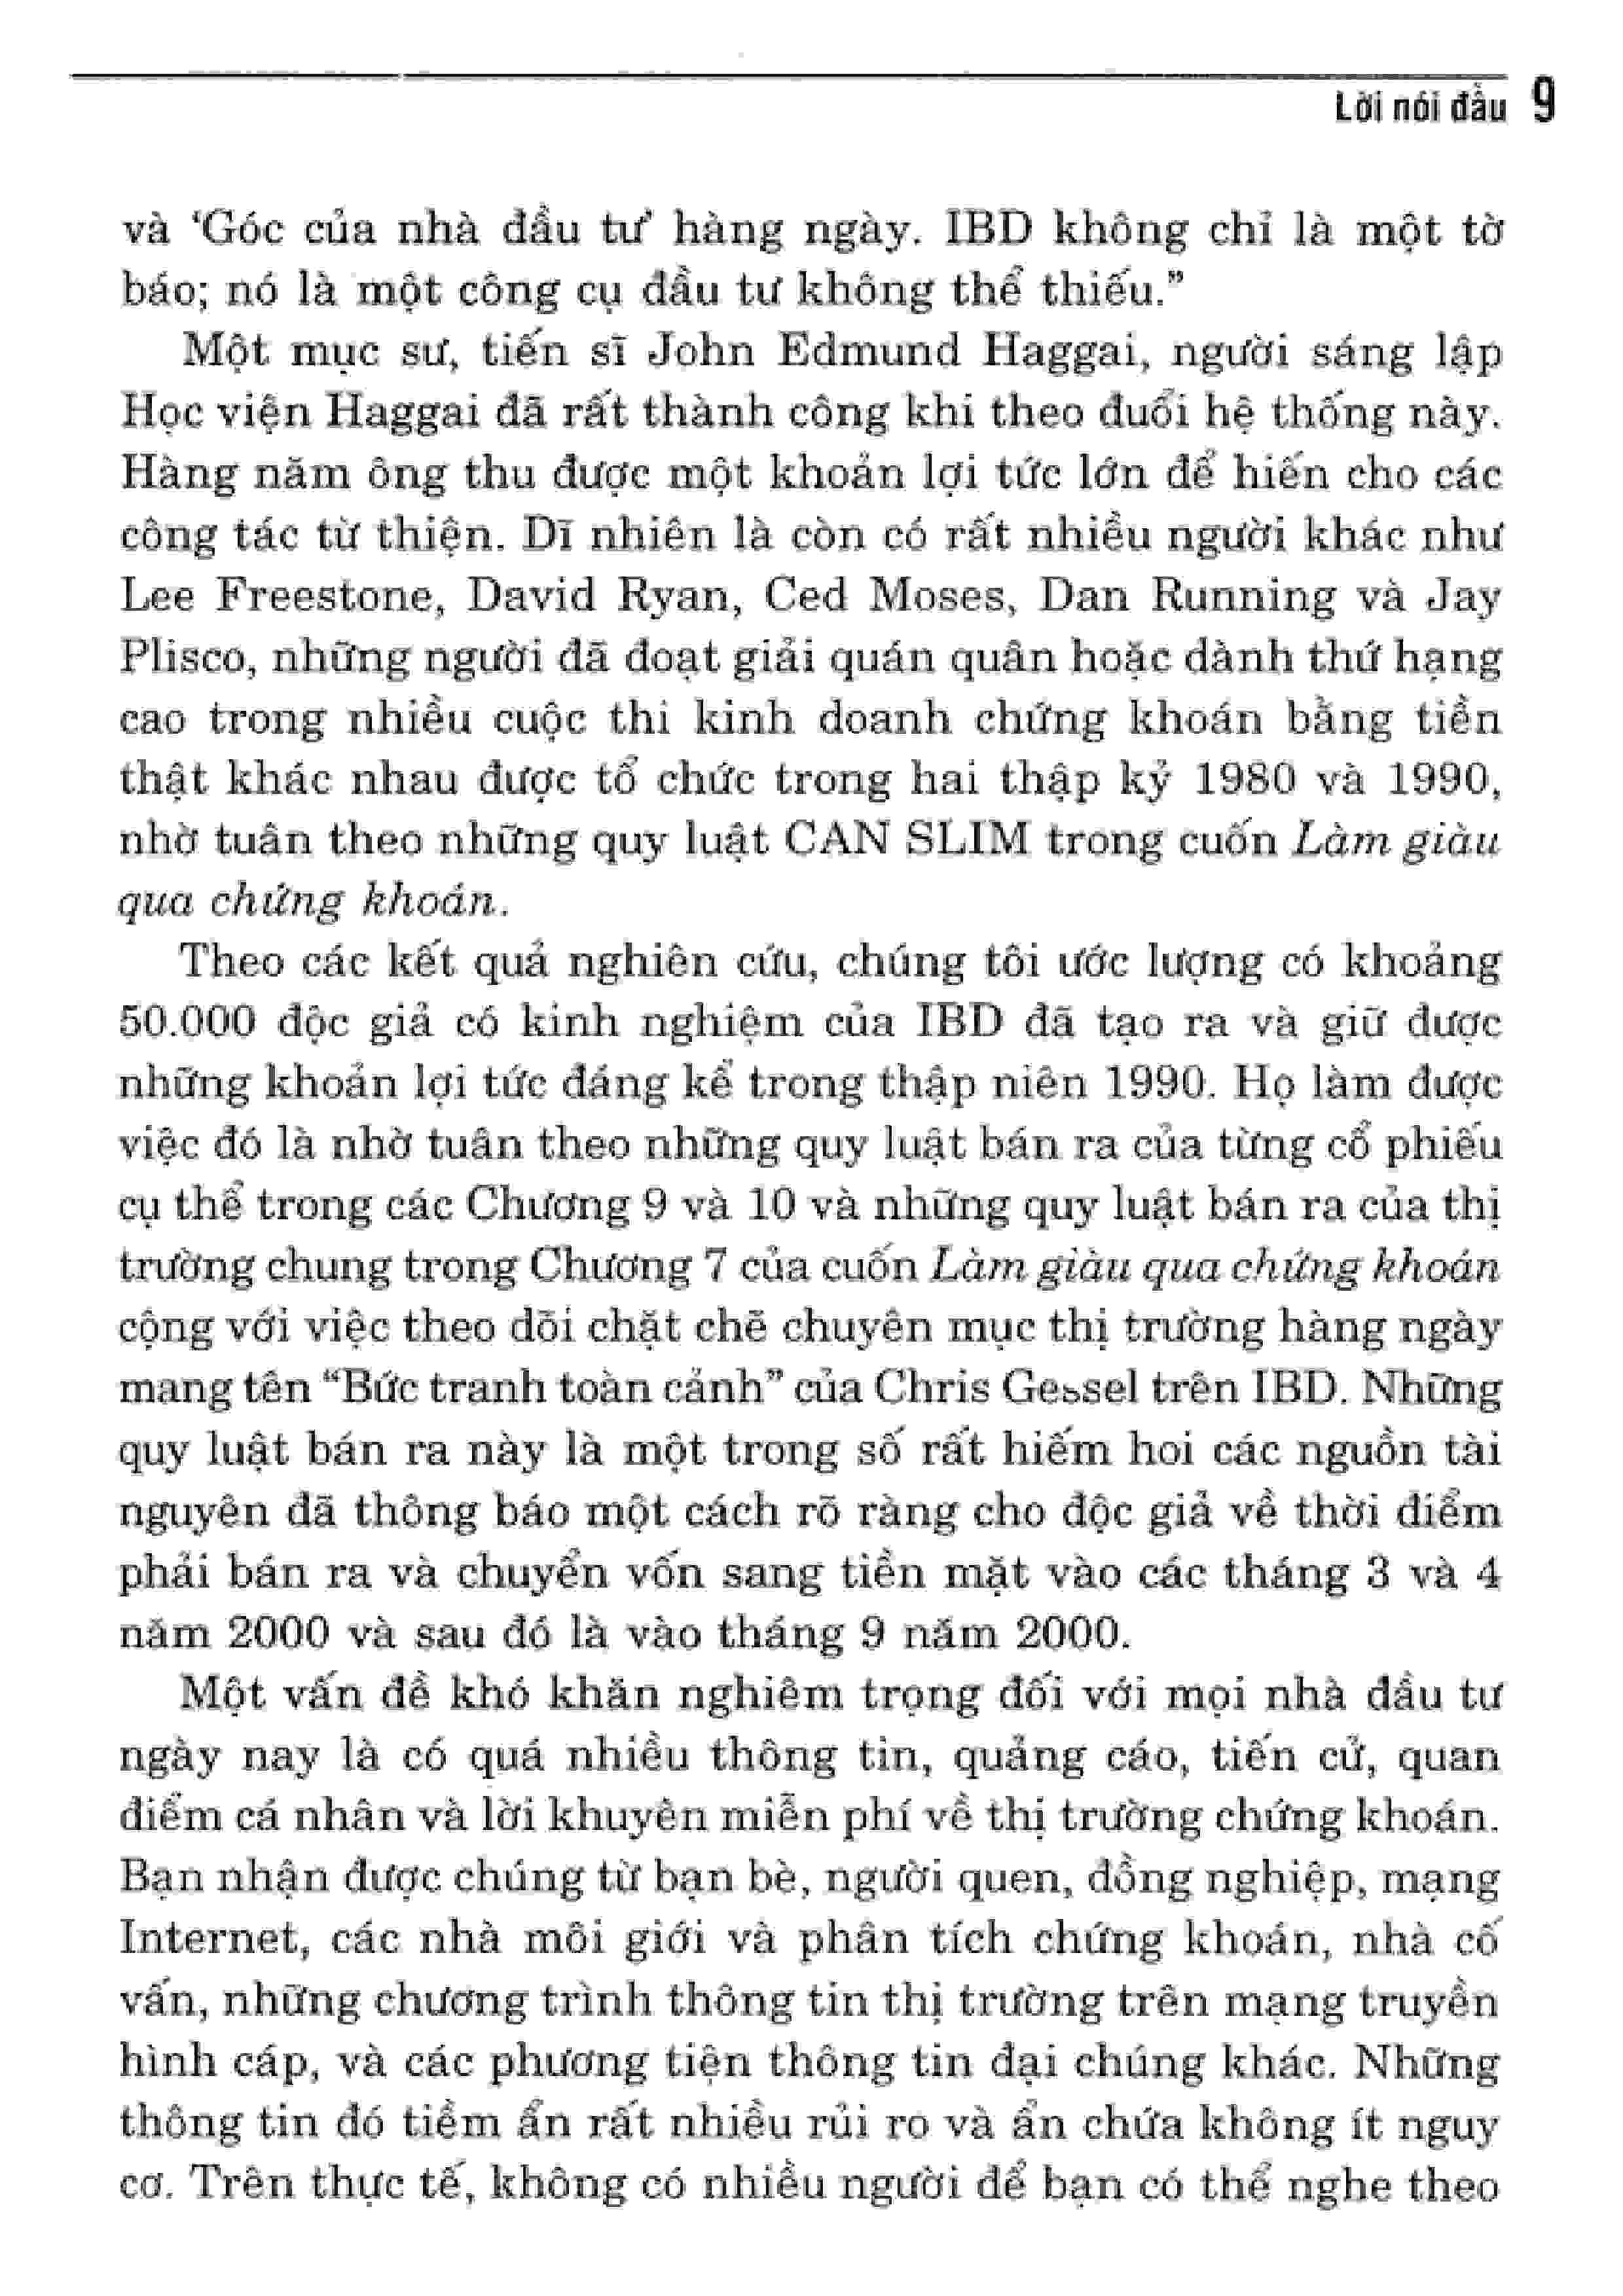 Lời nói đầu 9
và ‘Góc của nhà đầu tư’ hàng ngày. IBD không chỉ là một tờ
báo; nó là một công cụ đầu tư không thể thiếu.”
Một mục sư, tiến sĩ John Edmund Haggai, người sáng lập
Học viện Haggai đã rất thành công khi theo đuổi hệ thống này.
Hàng năm ông thu được một khoản lợi tức lớn để hiến cho các
công tác từ thiện. Dĩ nhiên là còn có rất nhiều người khác như
Lee Freestone, David Ryan, Ced Moses, Dan Running và Jay
Plisco, những người đã đoạt giải quán quân hoặc dành thứ hạng
cao trong nhiều cuộc thi kinh doanh chứng khoán bằng tiền
thật khác nhau được tổ chức trong hai thập kỷ 1980 và 1990,
nhờ tuân theo những quy luật CAN SLIM trong cuốn Làm giàu
qua chứng khoán.
Theo các kết quả nghiên cứu, chúng tôi ước lượng có khoảng
50.000 độc giả có kinh nghiệm của IBD đã tạo ra và giữ được
những khoản lợi tức đáng kể trong thập niên 1990. Họ làm được
việc đó là nhờ tuân theo những quy luật bán ra của từng cổ phiếu
cụ thể trong các Chương 9 và 10 và những quy luật bán ra của thị
trường chung trong Chương 7 của cuốn Làm giàu qua chứng khoán
cộng với việc theo dõi chặt chẽ chuyên mục thị trường hàng ngày
mang tên “Bức tranh toàn cảnh” của Chris Gessel trên IBD. Những
quy luật bán ra này là một trong số rất hiếm hoi các nguồn tài
nguyên đã thông báo một cách rõ ràng cho độc giả về thời điểm
phải bán ra và chuyển vốn sang tiền mặt vào các tháng 3 và 4
năm 2000 và sau đó là vào tháng 9 năm 2000.
Một vấn đề khó khăn nghiêm trọng đối với mọi nhà đầu tư
ngày nay là có quá nhiều thông tin, quảng cáo, tiến cử, quan
điểm cá nhân và lời khuyên miễn phí về thị trường chứng khoán.
Bạn nhận được chúng từ bạn bè, người quen, đồng nghiệp, mạng
Internet, các nhà môi giới và phân tích chứng khoán, nhà cố
vấn, những chương trình thông tin thị trường trên mạng truyền
hình cáp, và các phương tiện thông tin đại chúng khác. Những
thông tin đó tiềm ẩn rất nhiều rủi ro và ẩn chứa không ít nguy
cơ. Trên thực tế, không có nhiều người để bạn có thể nghe theo